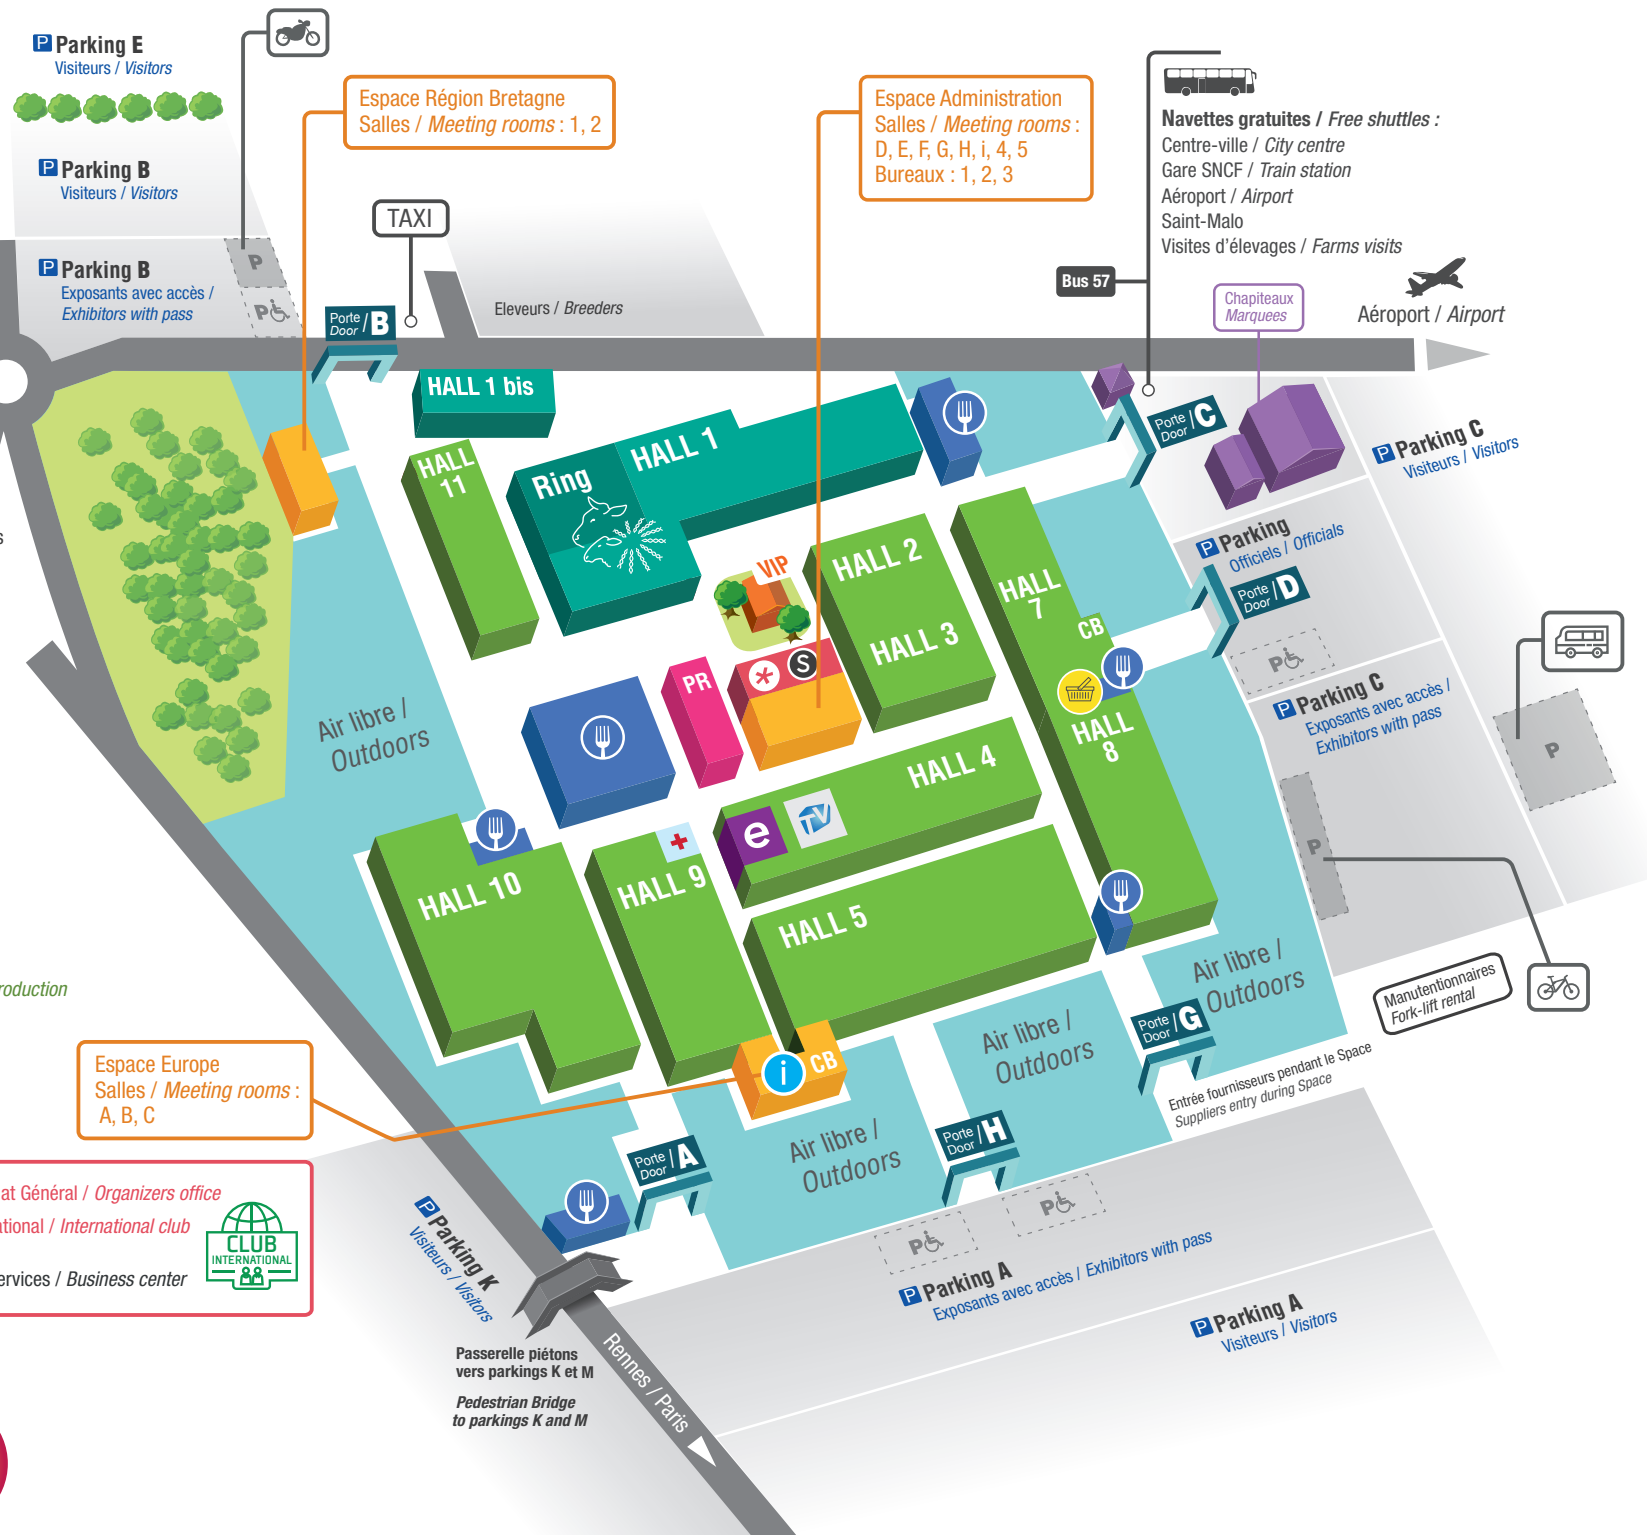 P Parking E
Visiteurs / Visitors
P Parking B
Visiteurs / Visitors
P Parking B
Exposants avec accès /
Exhibitors with pass
P
P
Espace Région Bretagne
Salles / Meeting rooms : 1, 2
TAXI
Porte / B
Door
Eleveurs / Breeders
Espace Administration
Salles / Meeting rooms :
D, E, F, G, H, i, 4, 5
Bureaux : 1, 2, 3
Navettes gratuites / Free shuttles :
Centre-ville / City centre
Gare SNCF / Train station
Aéroport / Airport
Saint-Malo
Visites d'élevages / Farms visits
Bus 57
Chapiteaux
Marquees
Aéroport / Airport
HALL 1 bis
HALL
11
Ring
HALL 1
Porte / C
Door
P Parking C
Visiteurs / Visitors
P Parking
Officiels / Officials
Porte / D
Door
P
VIP
HALL 2
HALL 3
HALL
7
CB
HALL
8
P Parking C
Exposants avec accès /
Exhibitors with pass
P
P
PR
S
Air libre /
Outdoors
HALL 4
e
TV
HALL 10
HALL 9
HALL 5
s
roduction
Air libre /
Outdoors
Manutentionnaires
Fork-lift rental
Porte / G
Door
Air libre /
Outdoors
Entrée fournisseurs pendant le Space
Suppliers entry during Space
Espace Europe
Salles / Meeting rooms :
A, B, C
i
CB
Porte / H
Door
Air libre /
Outdoors
Porte / A
Door
at Général / Organizers office
ational / International club
ervices / Business center
CLUB
INTERNATIONAL
P Parking K
Visiteurs / Visitors
P
P
P Parking A
Exposants avec accès / Exhibitors with pass
P Parking A
Visiteurs / Visitors
Passerelle piétons
vers parkings K et M
Pedestrian Bridge
to parkings K and M
Rennes / Paris